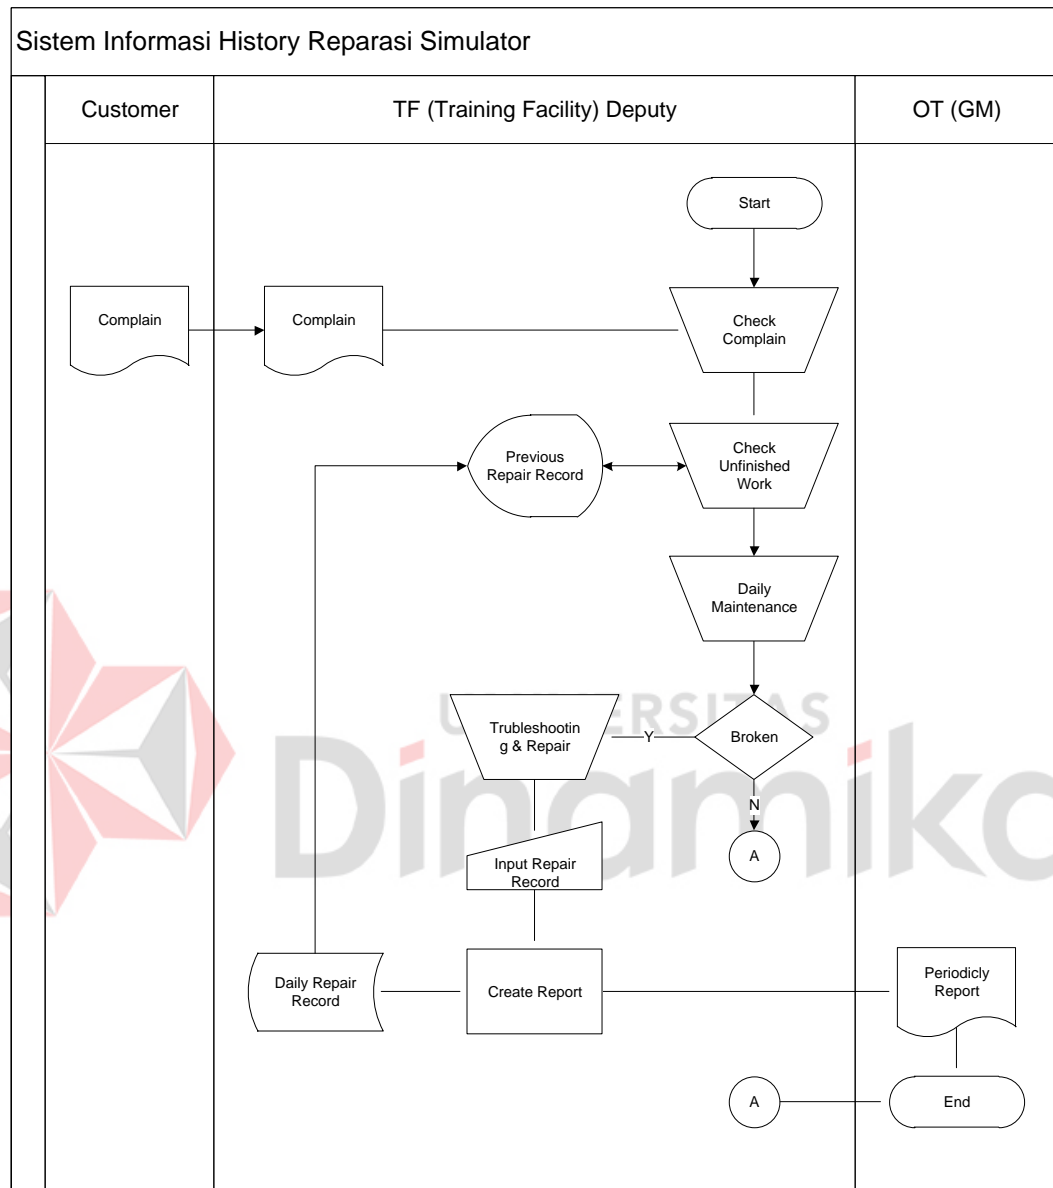 Sistem Informasi History Reparasi Simulator
Customer
TF (Training Facility) Deputy
OT (GM)
Start
Complain
Complain
Check
Complain
Previous
Repair Record
Check
Unfinished
Work
Daily
Maintenance
UNIVERSITAS
Dinamika
Trubleshootin
g & Repair
Y
Broken
N
A
Input Repair
Record
Daily Repair
Record
Create Report
Periodicly
Report
A
End